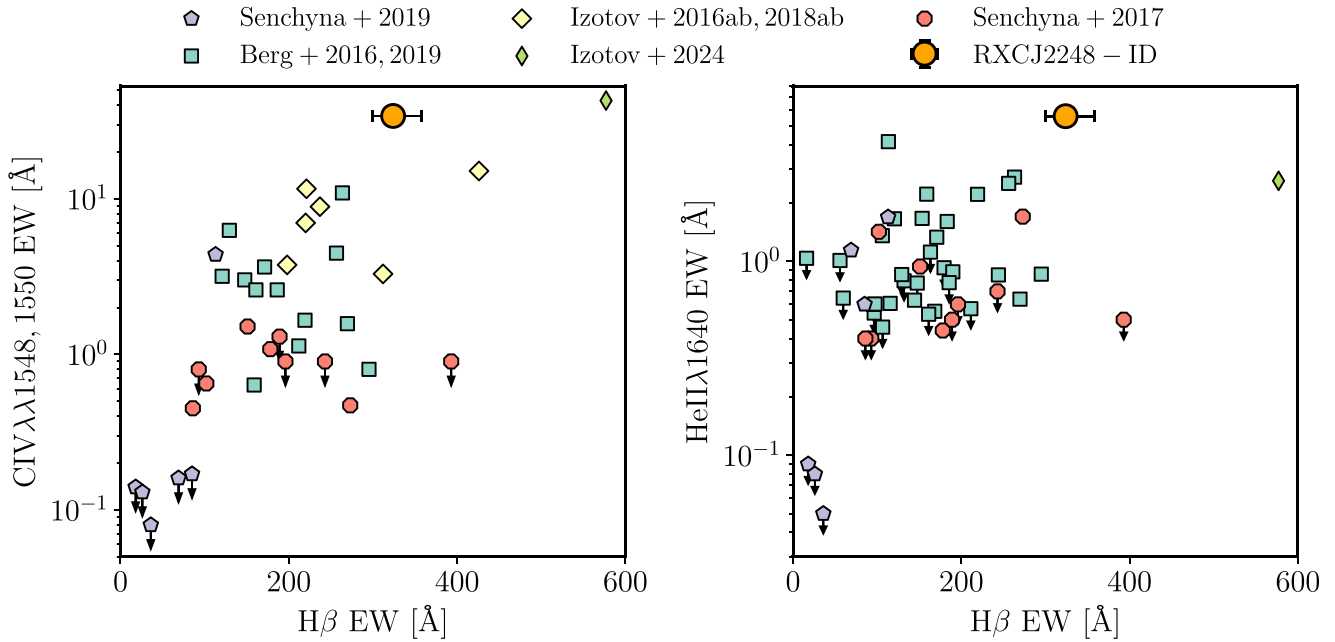 Senchyna + 2019
Izotov + 2016ab, 2018ab
Senchyna + 2017
Berg + 2016, 2019
Izotov + 2024
RXCJ2248 − ID
CIVλλ1548, 1550 EW [Å]
10¹
10⁰
10⁻¹
0
200
400
600
Hβ EW [Å]
HeIIλ1640 EW [Å]
10⁰
10⁻¹
0
200
400
600
Hβ EW [Å]